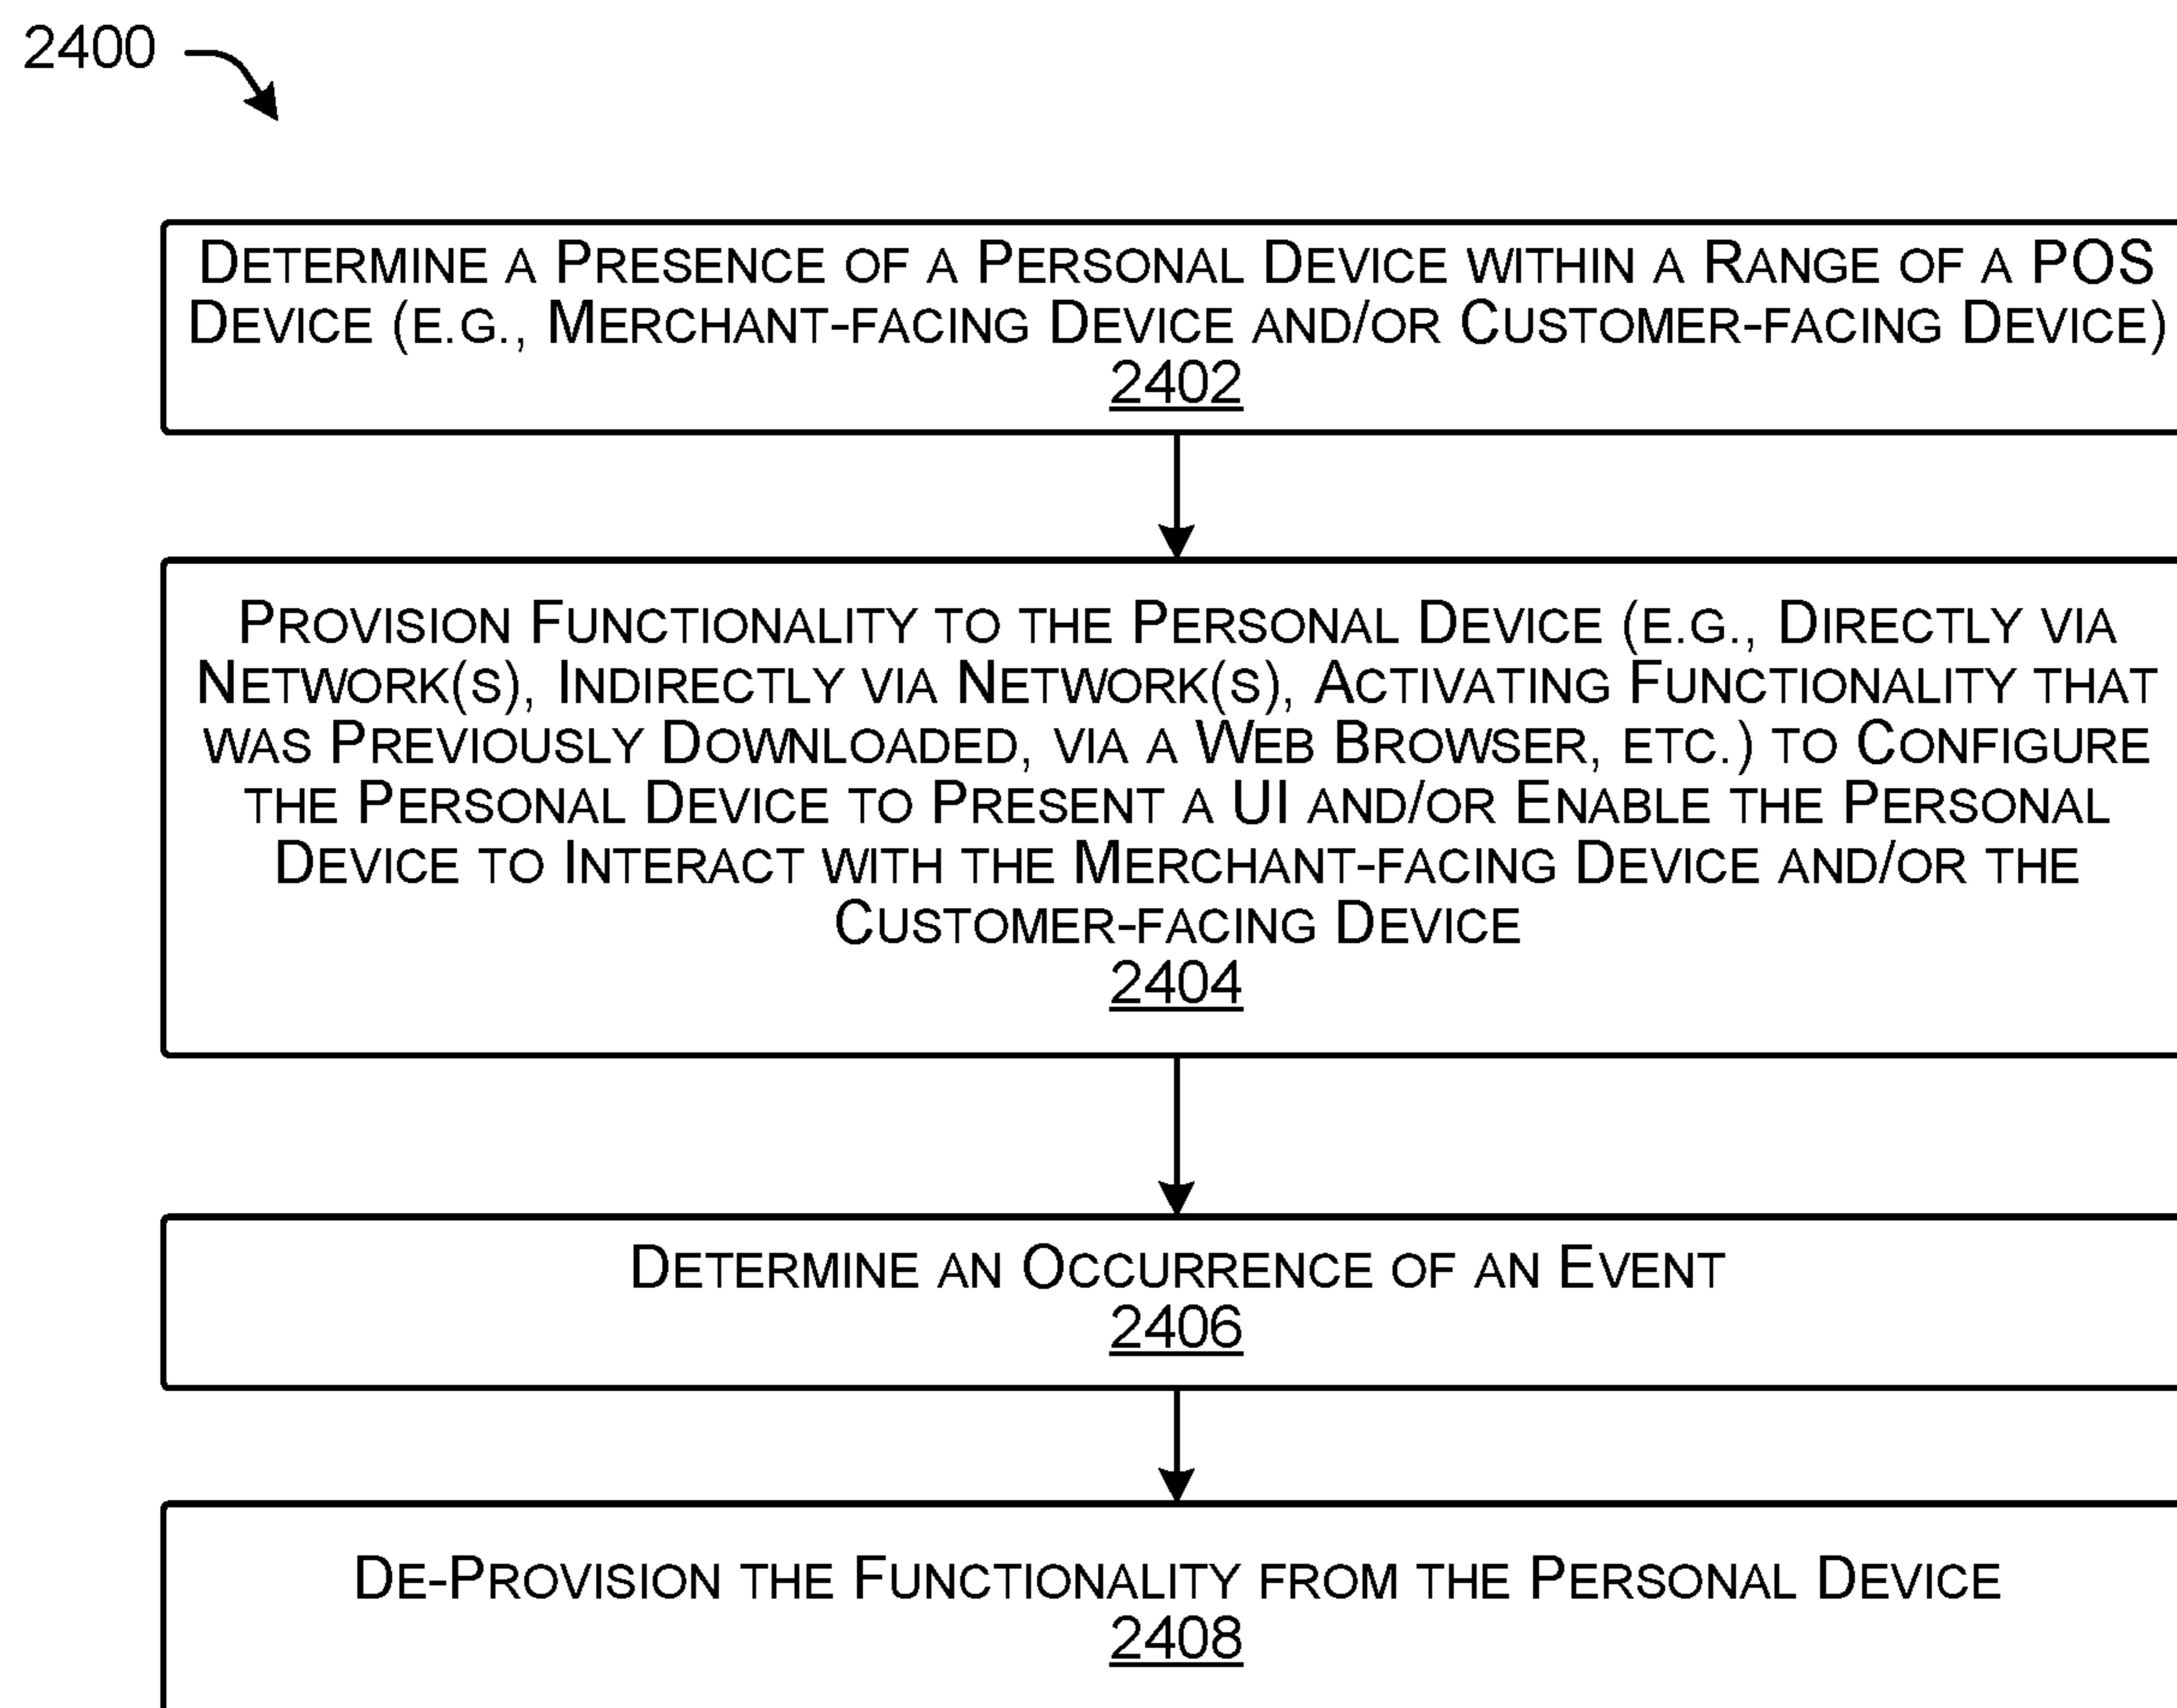 2400
DETERMINE A PRESENCE OF A PERSONAL DEVICE WITHIN A RANGE OF A POS
DEVICE (E.G., MERCHANT-FACING DEVICE AND/OR CUSTOMER-FACING DEVICE)
2402
PROVISION FUNCTIONALITY TO THE PERSONAL DEVICE (E.G., DIRECTLY VIA
NETWORK(S), INDIRECTLY VIA NETWORK(S), ACTIVATING FUNCTIONALITY THAT
WAS PREVIOUSLY DOWNLOADED, VIA A WEB BROWSER, ETC.) TO CONFIGURE
THE PERSONAL DEVICE TO PRESENT A UI AND/OR ENABLE THE PERSONAL
DEVICE TO INTERACT WITH THE MERCHANT-FACING DEVICE AND/OR THE
CUSTOMER-FACING DEVICE
2404
DETERMINE AN OCCURRENCE OF AN EVENT
2406
DE-PROVISION THE FUNCTIONALITY FROM THE PERSONAL DEVICE
2408